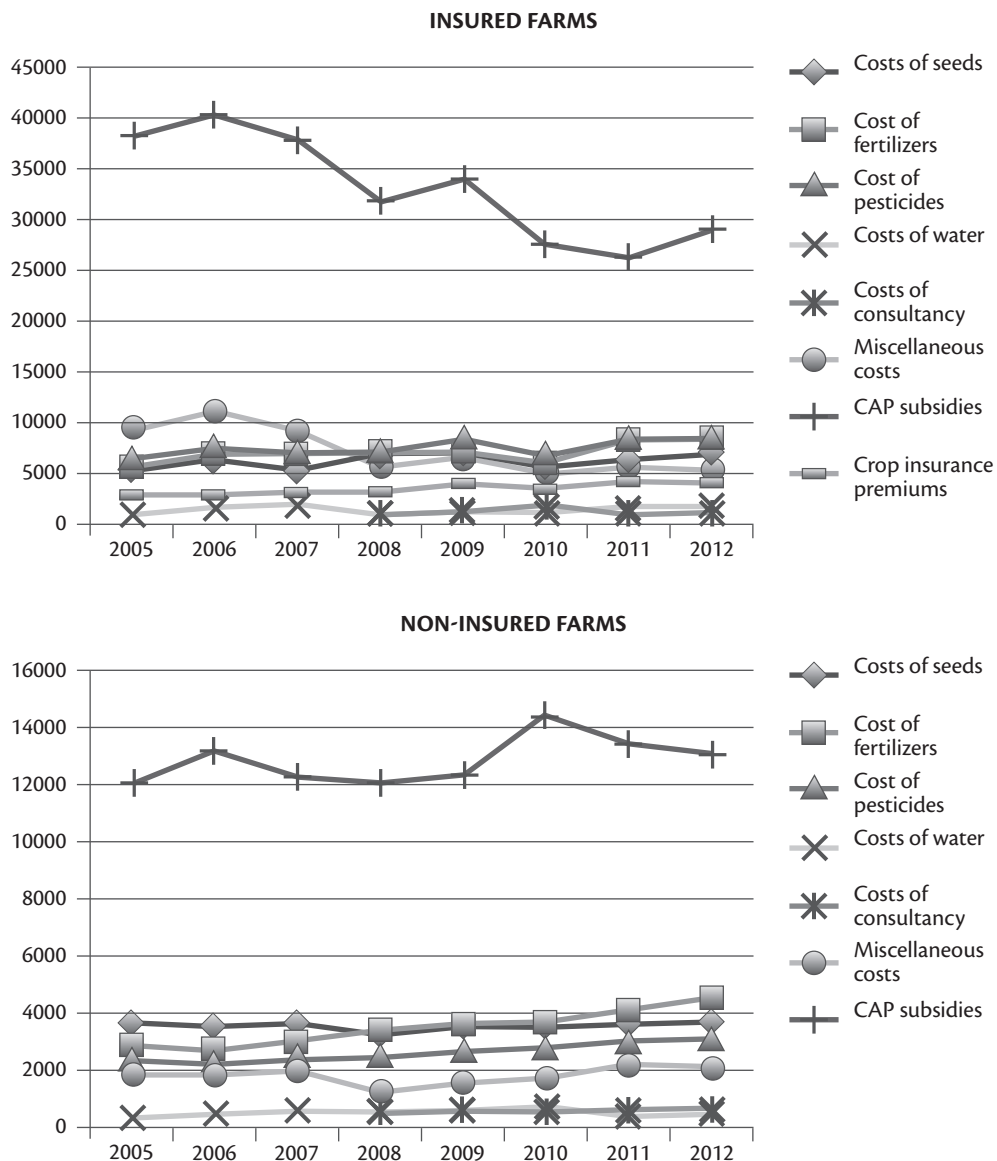 INSURED FARMS
45000
40000
35000
30000
25000
20000
15000
10000
5000
0
2005 2006 2007 2008 2009 2010 2011 2012
Costs of seeds
Cost of
fertilizers
Cost of
pesticides
Costs of water
Costs of
consultancy
Miscellaneous
costs
CAP subsidies
Crop insurance
premiums
NON-INSURED FARMS
16000
14000
12000
10000
8000
6000
4000
2000
0
2005 2006 2007 2008 2009 2010 2011 2012
Costs of seeds
Cost of
fertilizers
Cost of
pesticides
Costs of water
Costs of
consultancy
Miscellaneous
costs
CAP subsidies